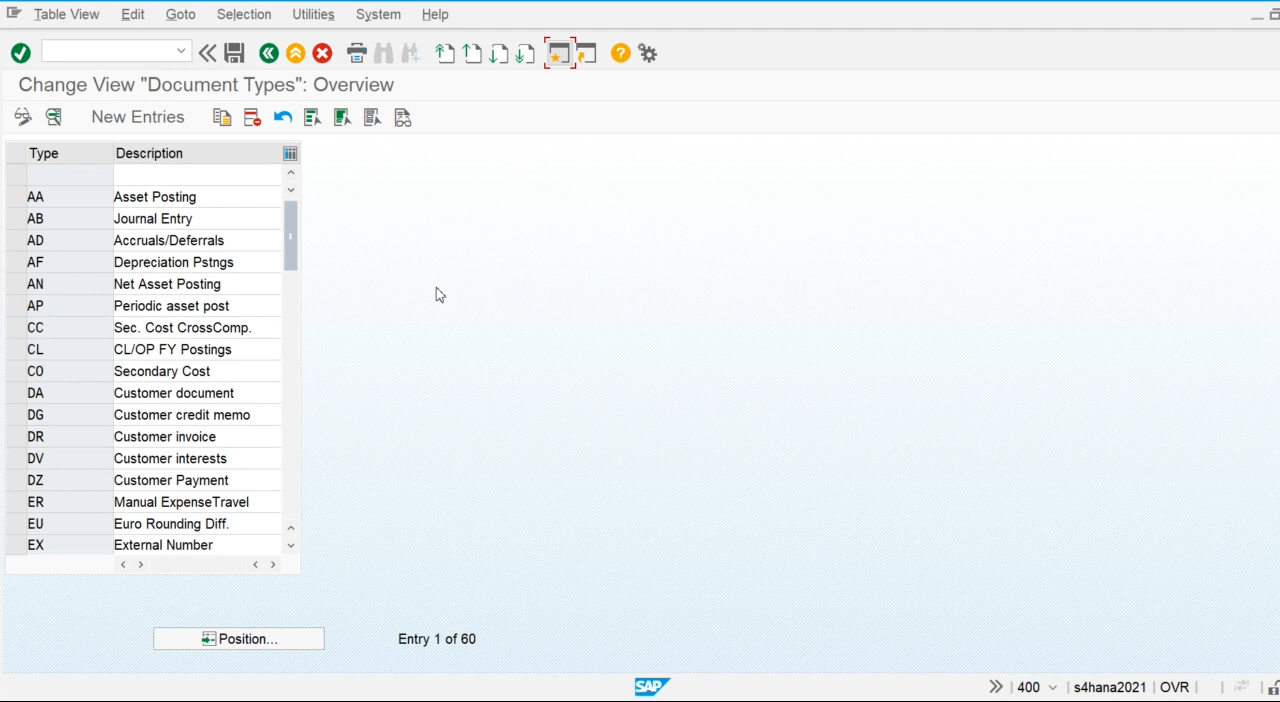 Table View Edit Goto Selection Utilities System Help
Change View "Document Types": Overview
New Entries
Type Description
AA Asset Posting
AB Journal Entry
AD Accruals/Deferrals
AF Depreciation Pstngs
AN Net Asset Posting
AP Periodic asset post
CC Sec. Cost CrossComp.
CL CL/OP FY Postings
CO Secondary Cost
DA Customer document
DG Customer credit memo
DR Customer invoice
DV Customer interests
DZ Customer Payment
ER Manual ExpenseTravel
EU Euro Rounding Diff.
EX External Number
Position... Entry 1 of 60
SAP 400 s4hana2021 OVR